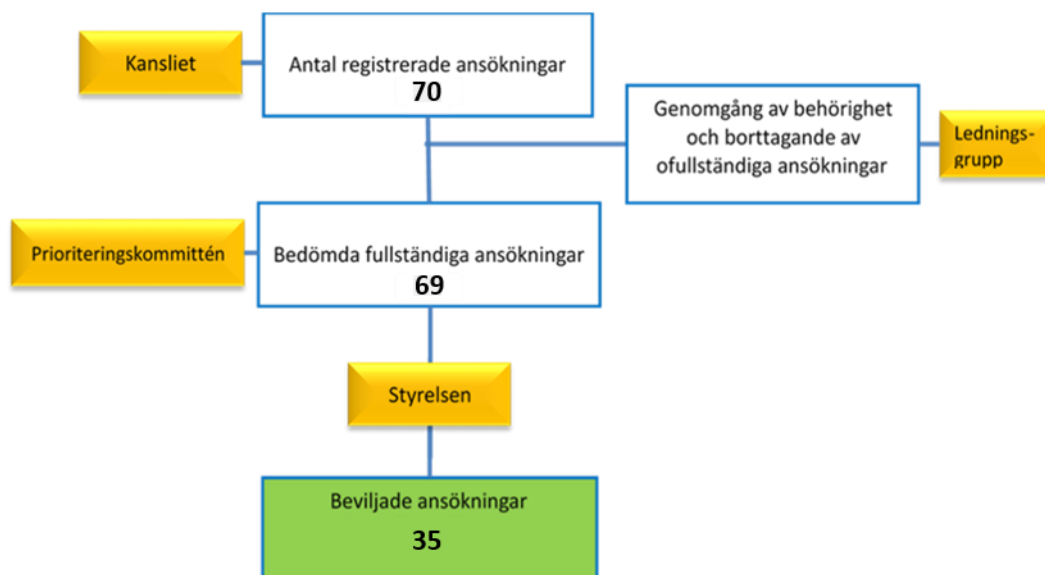 Kansliet
Antal registrerade ansökningar
70
Genomgång av behörighet
och borttagande av
ofullständiga ansökningar
Lednings-
grupp
Prioriteringskommittén
Bedömda fullständiga ansökningar
69
Styrelsen
Beviljade ansökningar
35